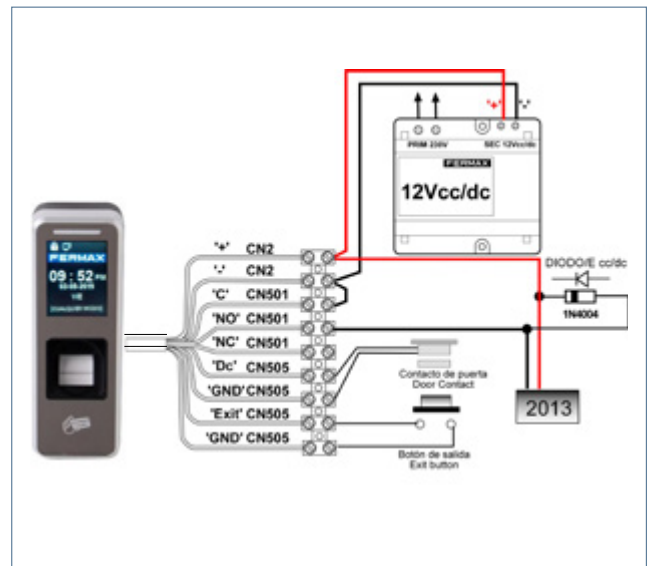 '+' '-'
PRIM 230V SEC 12Vcc/dc
FERMAX
12Vcc/dc
FERMAX
09 : 52 PM
'+' CN2
'-' CN2
'C' CN501
'NO' CN501
'NC' CN501
'Dc' CN505
'GND' CN505
'Exit' CN505
'GND' CN505
DIODO/E cc/dc
1N4004
Contacto de puerta
Door Contact
2013
Botón de salida
Exit button